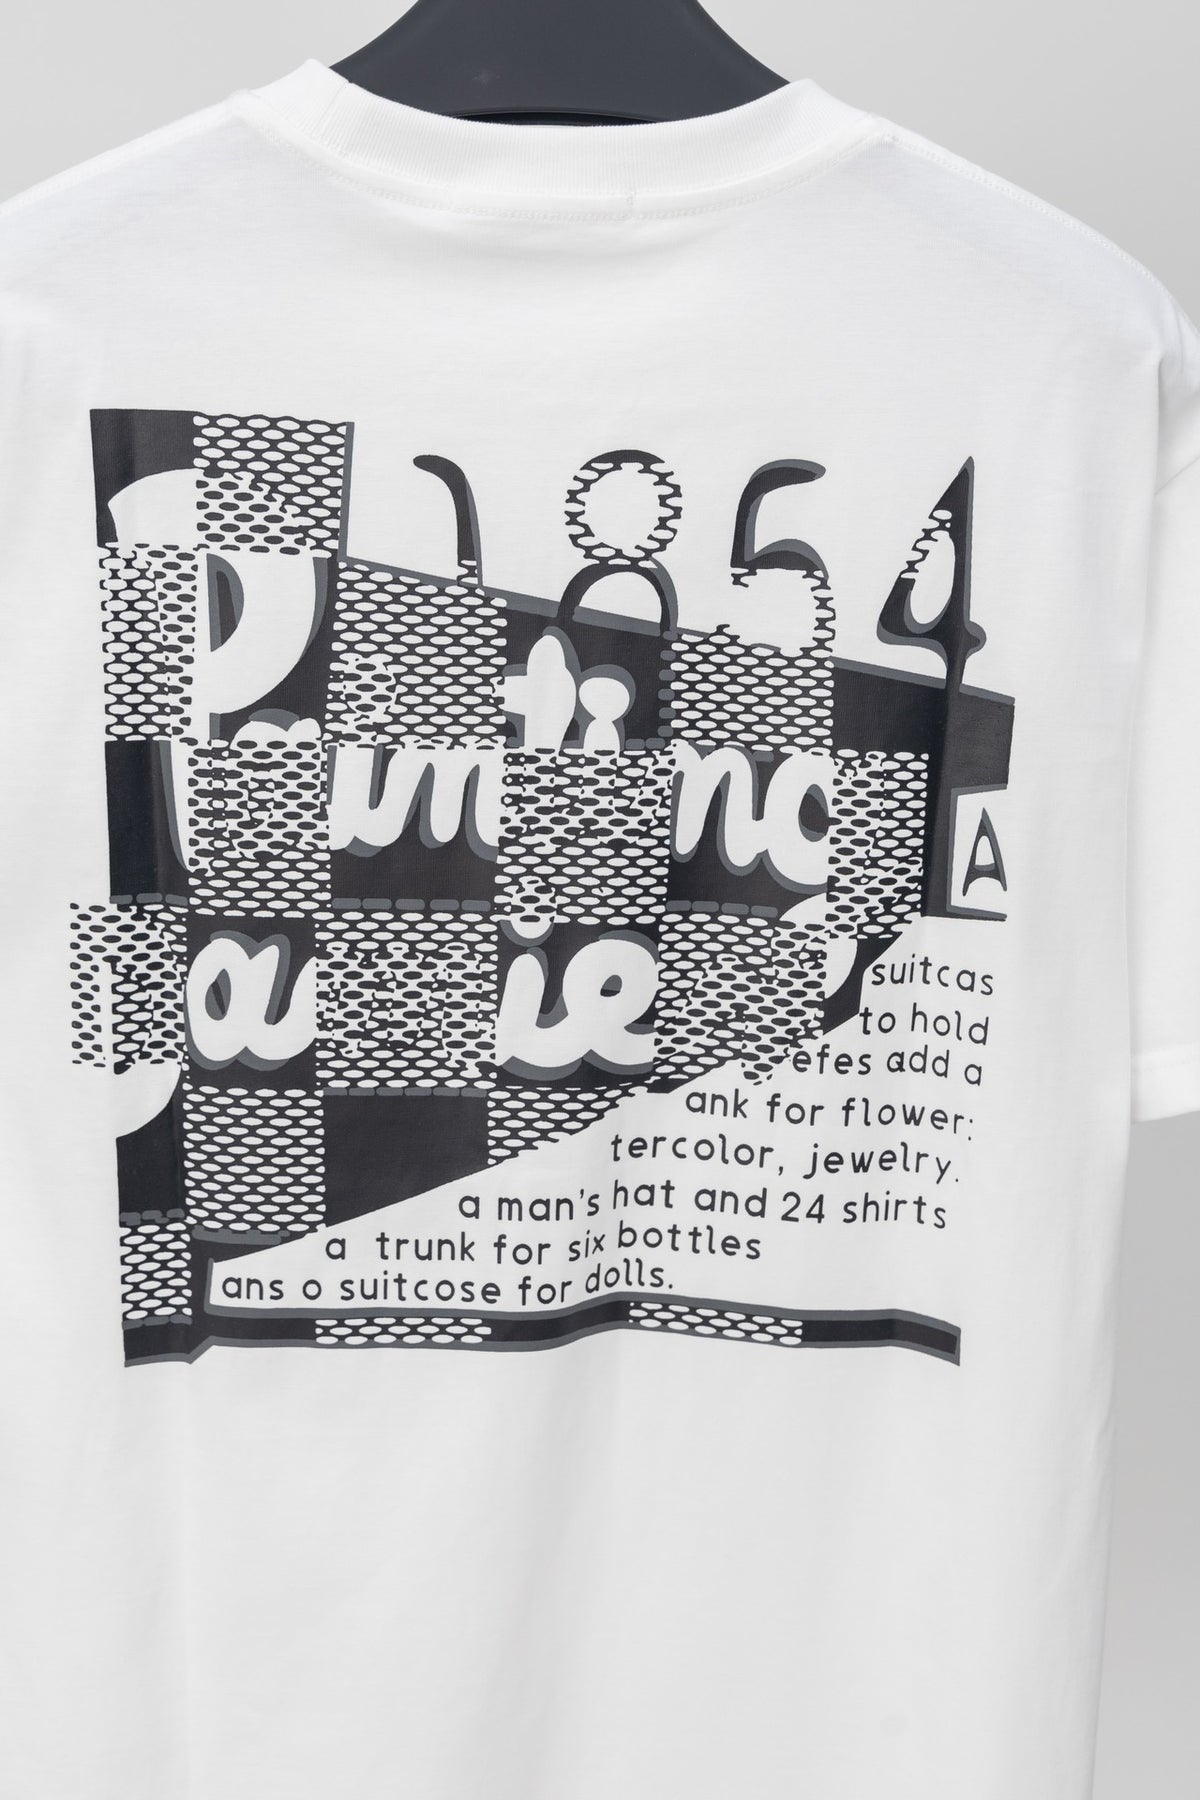 1854
A
suitcas
to hold
efes add a
ank for flower:
tercolor, jewelry.
a man's hat and 24 shirts
a trunk for six bottles
ans o suitcose for dolls.